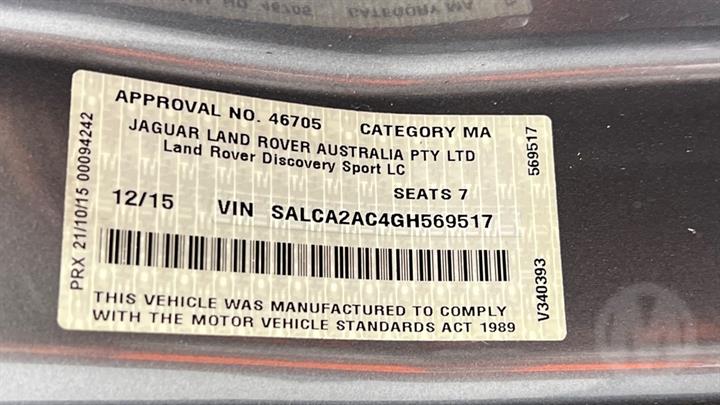 APPROVAL NO. 46705 CATEGORY MA
JAGUAR LAND ROVER AUSTRALIA PTY LTD
Land Rover Discovery Sport LC
SEATS 7
12/15 VIN SALCA2AC4GH569517
THIS VEHICLE WAS MANUFACTURED TO COMPLY
WITH THE MOTOR VEHICLE STANDARDS ACT 1989
PRX 21/10/15 00094242
569517
V340393